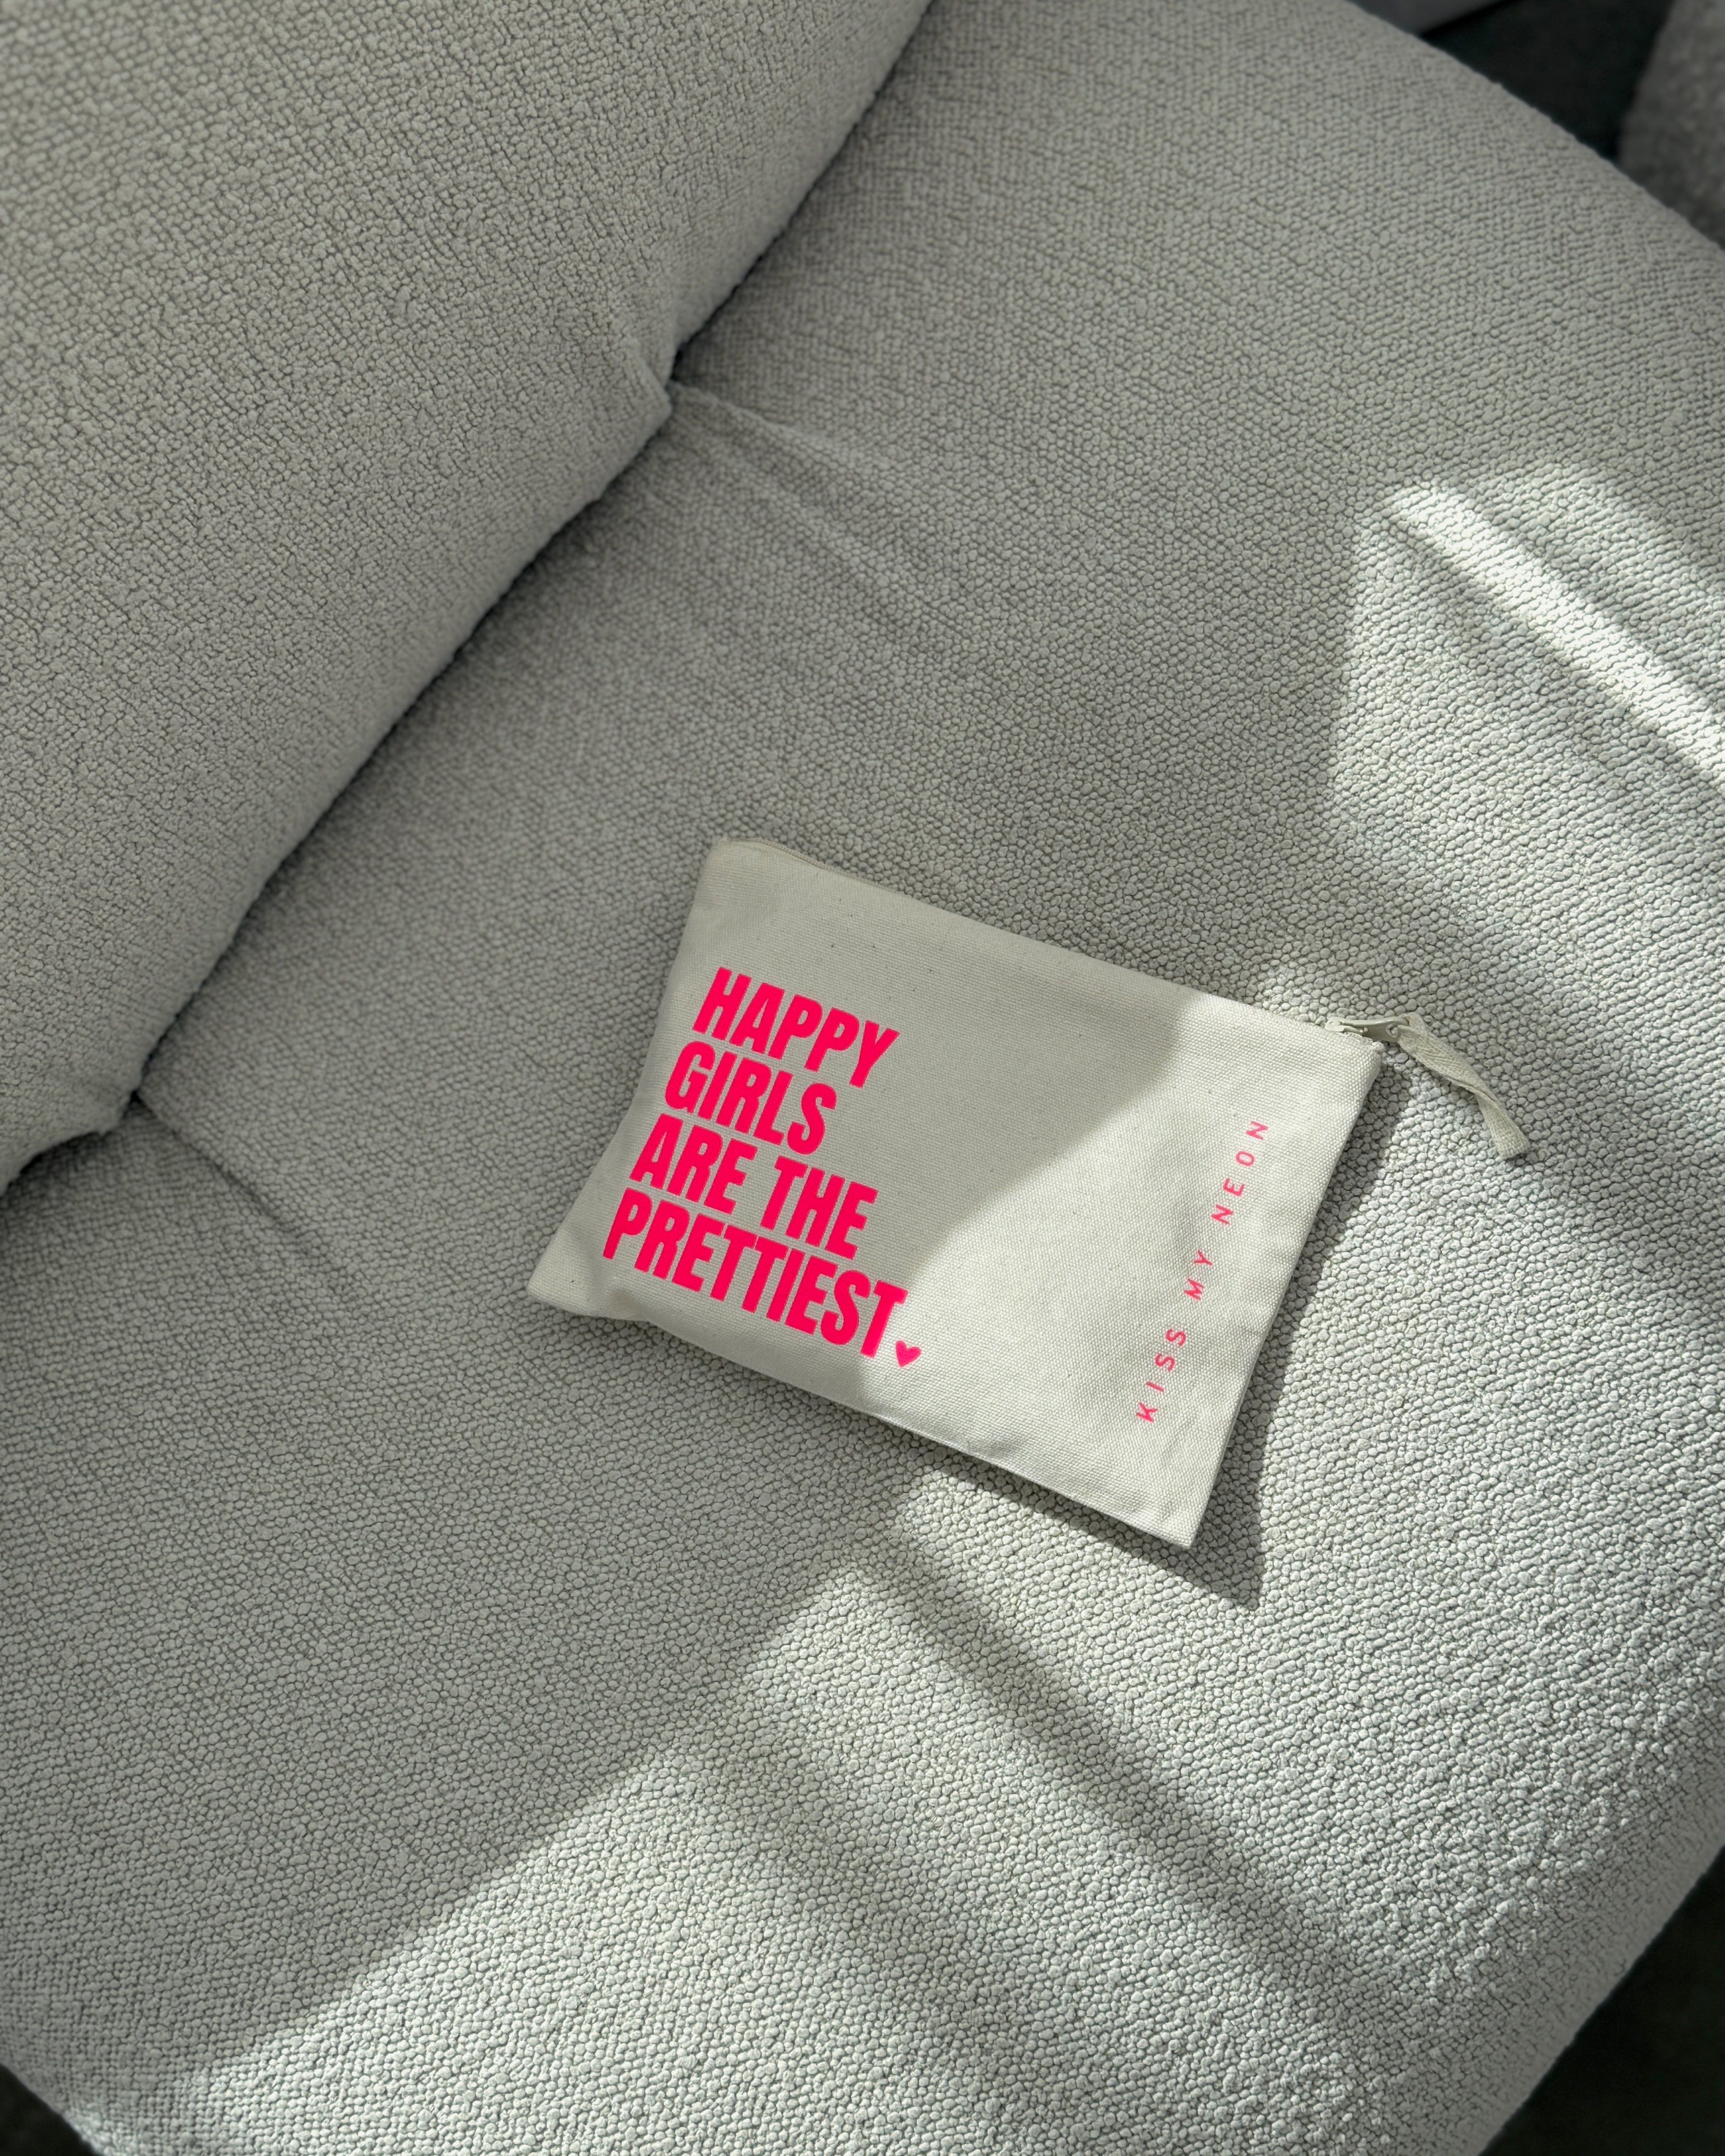 HAPPY
GIRLS
ARE THE
PRETTIEST♥
KISS MY NEON